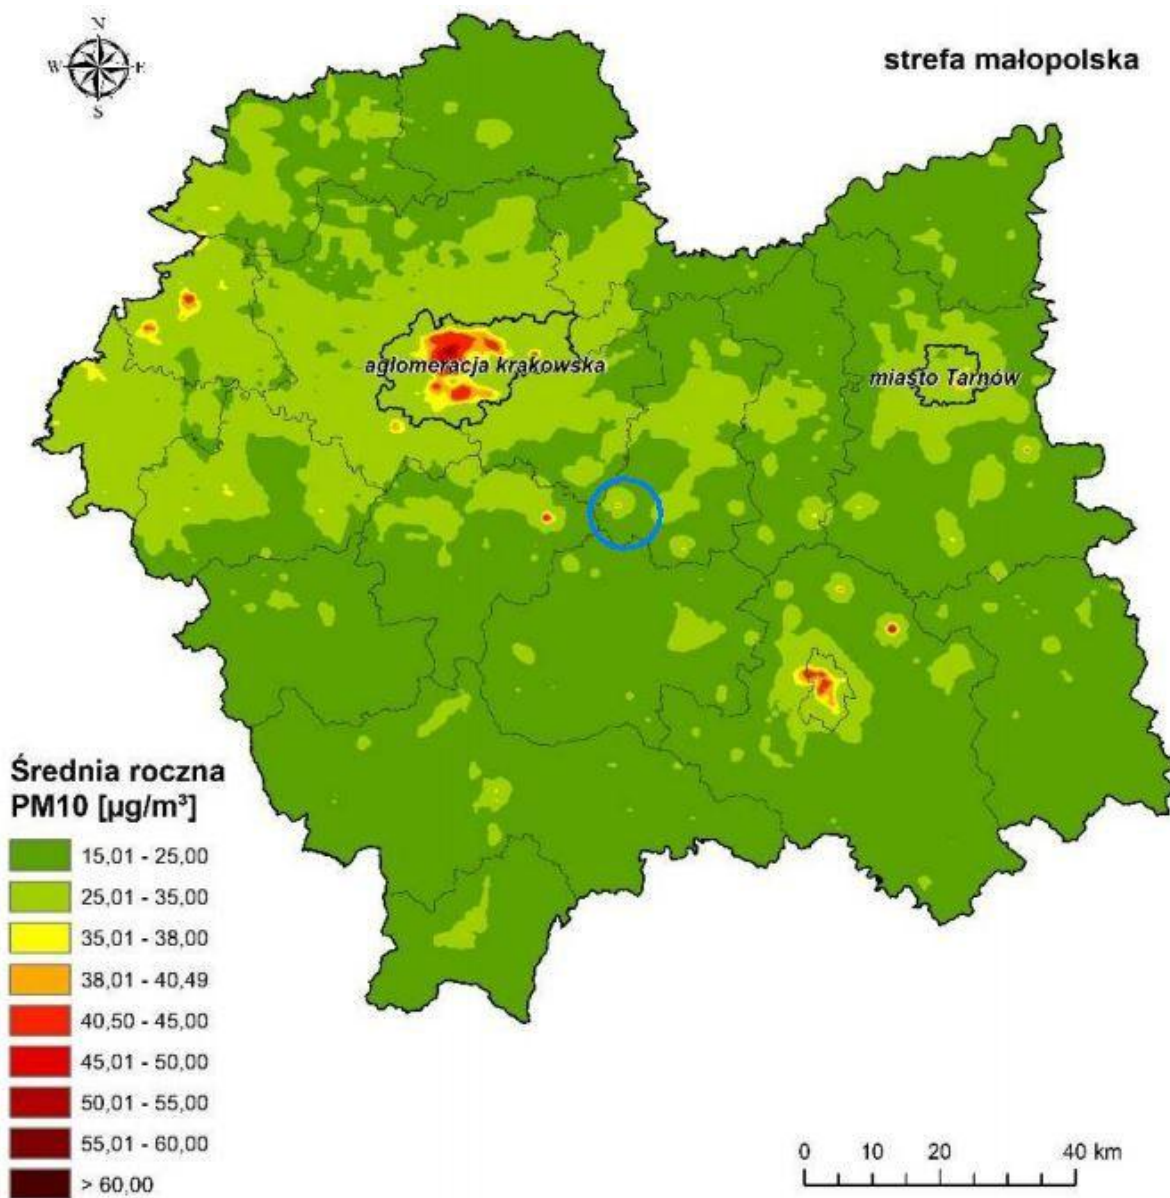 N
W E
S
strefa małopolska
aglomeracja krakowska
miasto Tarnów
Średnia roczna
PM10 [µg/m³]
15,01 - 25,00
25,01 - 35,00
35,01 - 38,00
38,01 - 40,49
40,50 - 45,00
45,01 - 50,00
50,01 - 55,00
55,01 - 60,00
> 60,00
0 10 20 40 km